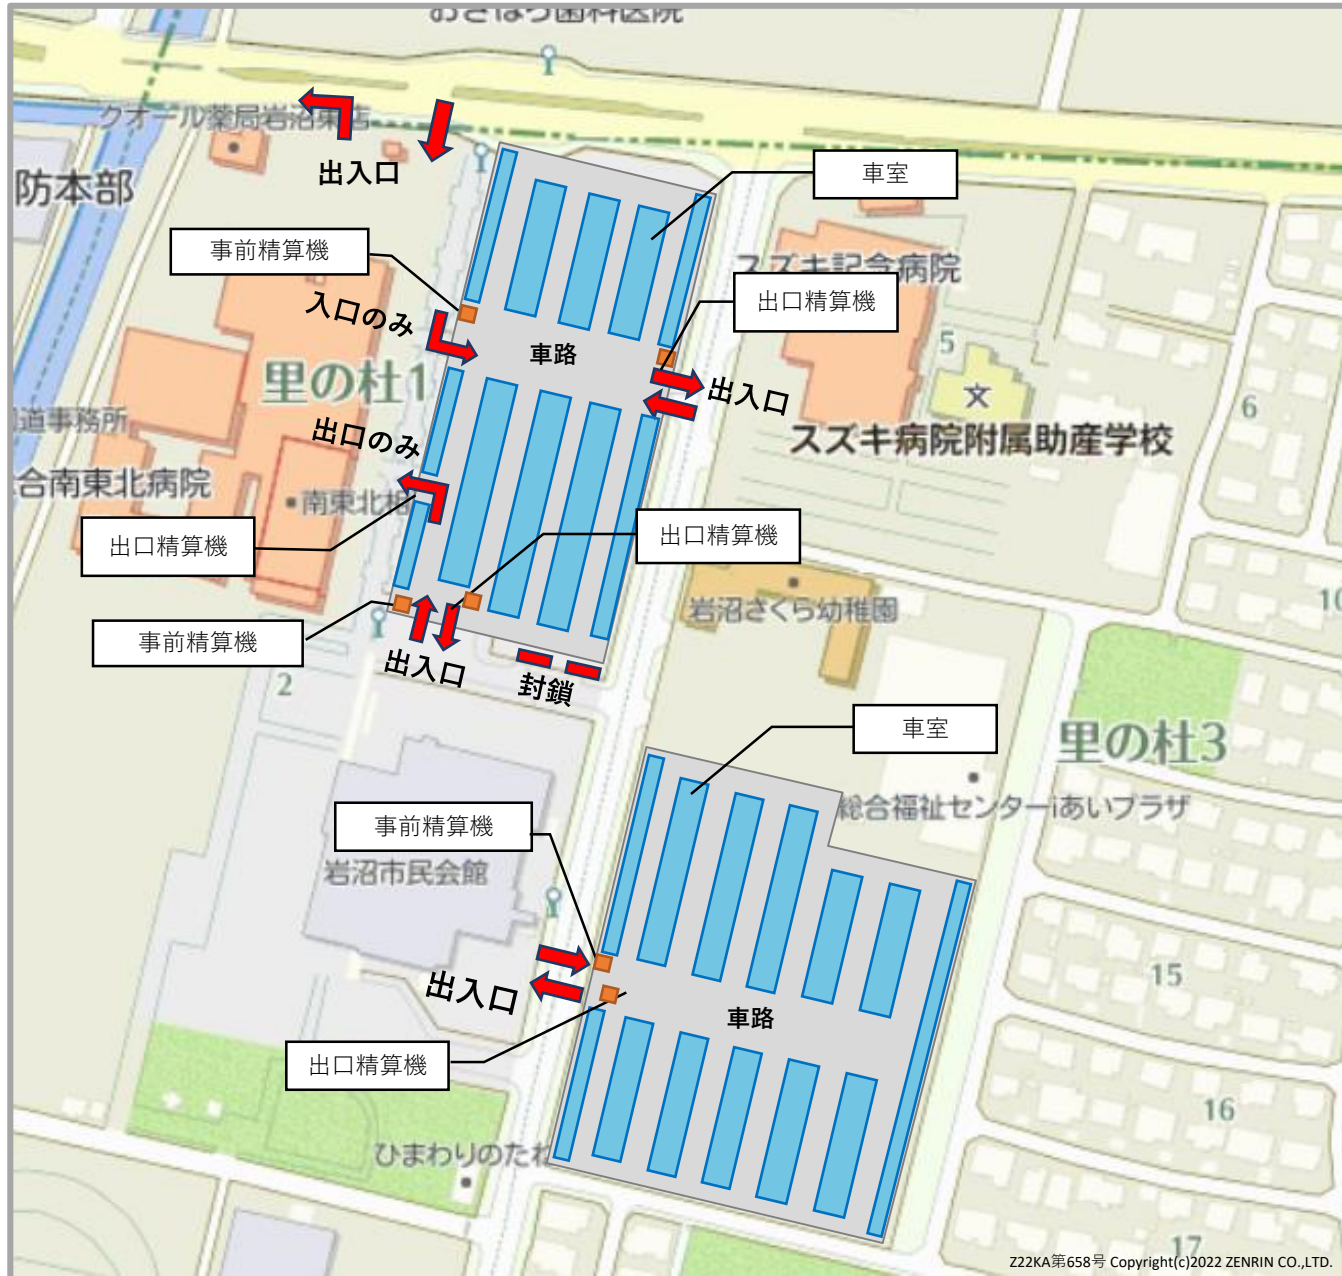 おぎはら歯科医院
クオール薬局岩沼東店
出入口
車室
防本部
事前精算機
スズキ記念病院
出口精算機
入口のみ
車路
5
里の杜1
出入口
6
道事務所
出口のみ
スズキ病院附属助産学校
合南東北病院
南東北
出口精算機
出口精算機
岩沼さくら幼稚園
10
事前精算機
出入口
封鎖
2
車室
里の杜3
総合福祉センターiあいプラザ
事前精算機
岩沼市民会館
15
出入口
車路
出口精算機
16
ひまわりのたね
17
Z22KA第658号 Copyright(c)2022 ZENRIN CO.,LTD.